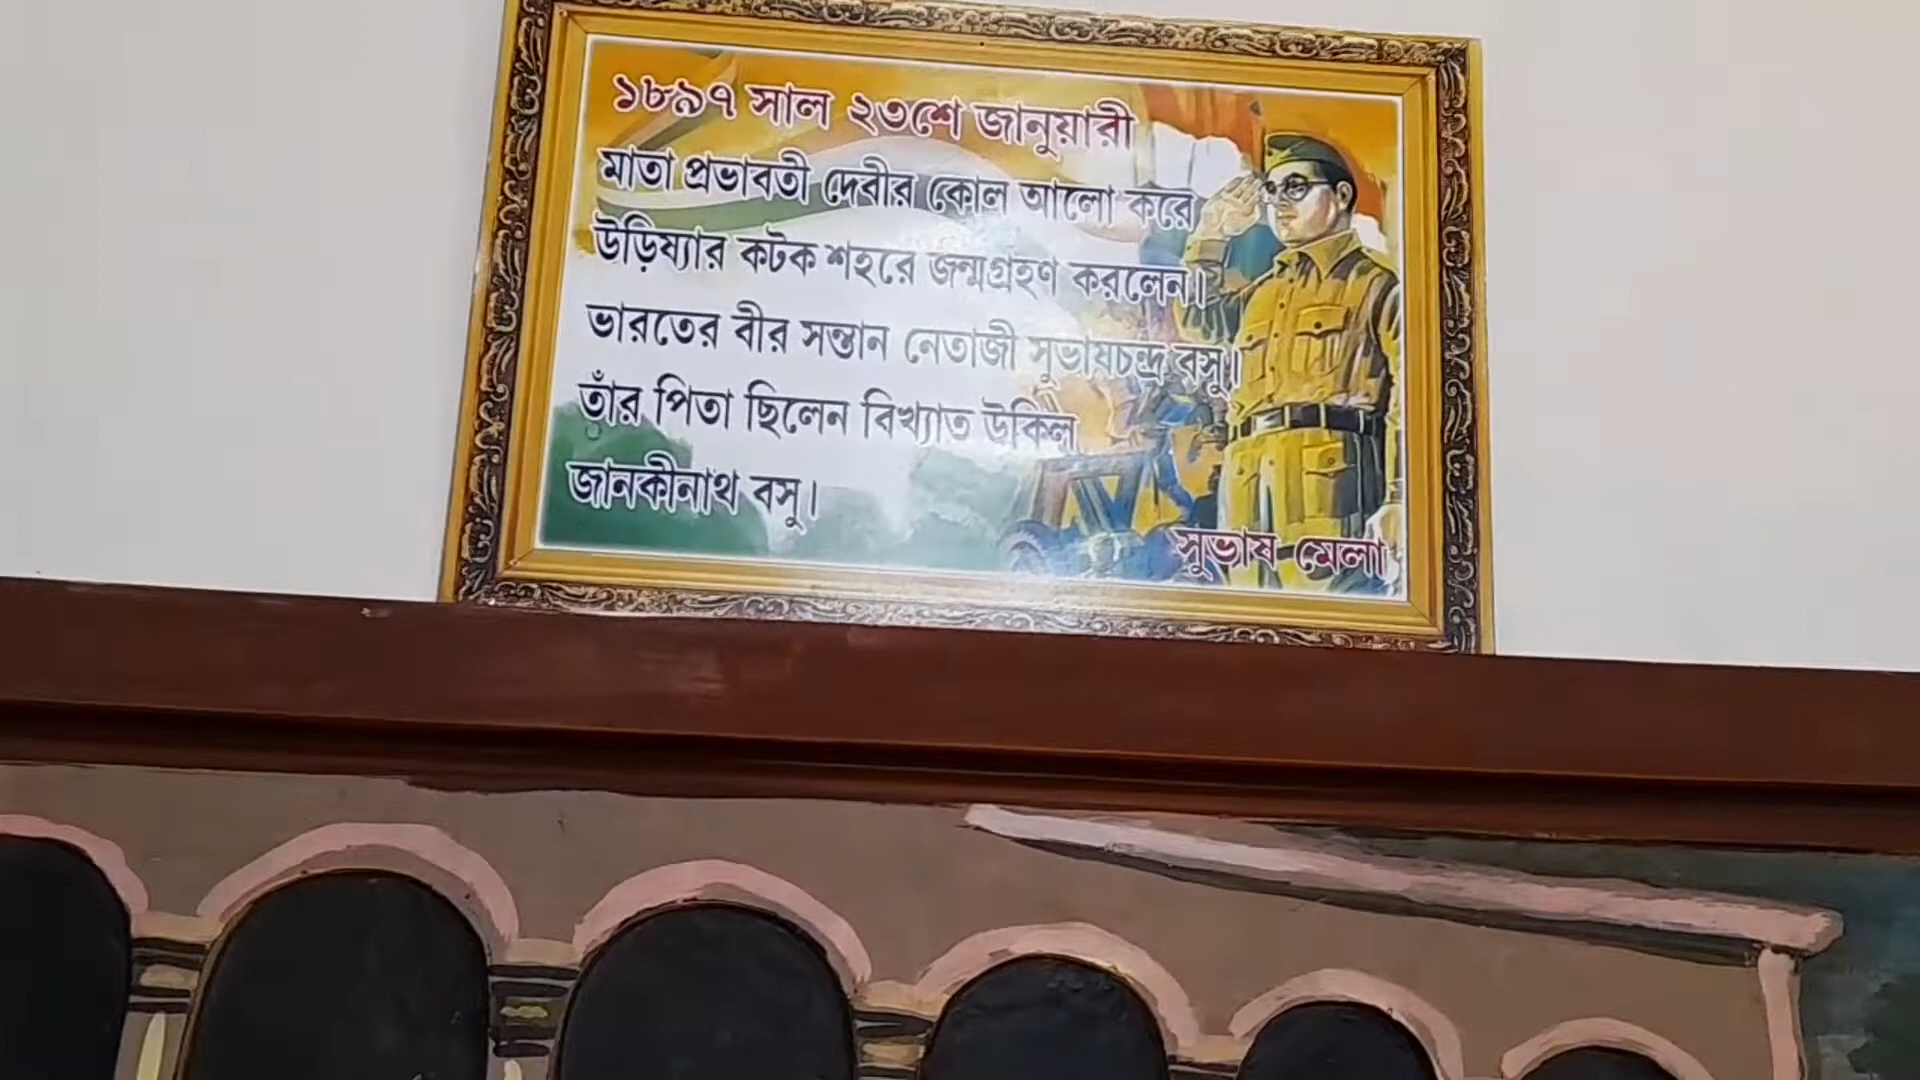 ১৮৯৭ সাল ২৩শে জানুয়ারী
মাতা প্রভাবতী দেবীর কোল আলো করে
উড়িষ্যার কটক শহরে জন্মগ্রহণ করলেন।
ভারতের বীর সন্তান নেতাজী সুভাষচন্দ্র বসু।
তাঁর পিতা ছিলেন বিখ্যাত উকিল
জানকীনাথ বসু।
সুভাষ মেলা